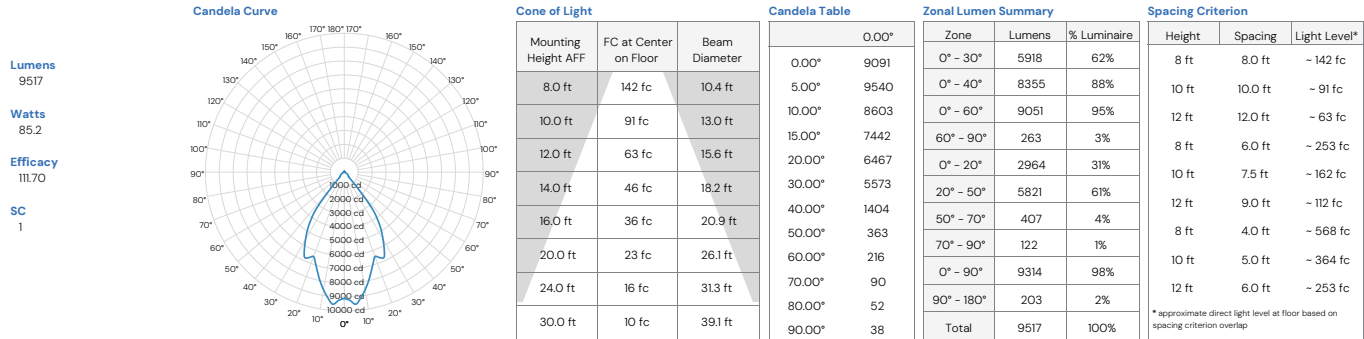 Lumens
9517
Watts
85.2
Efficacy
111.70
SC
1
Candela Curve
170° 180° 170°
160° 160°
150° 150°
140° 140°
130° 130°
120° 120°
110° 110°
100° 100°
90° 90°
80° 80°
70° 70°
60° 60°
50° 50°
40° 40°
30° 30°
20° 20°
10° 10°
0°
1000 cd
2000 cd
3000 cd
4000 cd
5000 cd
6000 cd
7000 cd
8000 cd
9000 cd
10000 cd
Cone of Light
Mounting Height AFF FC at Center on Floor Beam Diameter
8.0 ft 142 fc 10.4 ft
10.0 ft 91 fc 13.0 ft
12.0 ft 63 fc 15.6 ft
14.0 ft 46 fc 18.2 ft
16.0 ft 36 fc 20.9 ft
20.0 ft 23 fc 26.1 ft
24.0 ft 16 fc 31.3 ft
30.0 ft 10 fc 39.1 ft
Candela Table
0.00°
0.00° 9091
5.00° 9540
10.00° 8603
15.00° 7442
20.00° 6467
30.00° 5573
40.00° 1404
50.00° 363
60.00° 216
70.00° 90
80.00° 52
90.00° 38
Zonal Lumen Summary
Zone Lumens % Luminaire
0° - 30° 5918 62%
0° - 40° 8355 88%
0° - 60° 9051 95%
60° - 90° 263 3%
0° - 20° 2964 31%
20° - 50° 5821 61%
50° - 70° 407 4%
70° - 90° 122 1%
0° - 90° 9314 98%
90° - 180° 203 2%
Total 9517 100%
Spacing Criterion
Height Spacing Light Level*
8 ft 8.0 ft ~ 142 fc
10 ft 10.0 ft ~ 91 fc
12 ft 12.0 ft ~ 63 fc
8 ft 6.0 ft ~ 253 fc
10 ft 7.5 ft ~ 162 fc
12 ft 9.0 ft ~ 112 fc
8 ft 4.0 ft ~ 568 fc
10 ft 5.0 ft ~ 364 fc
12 ft 6.0 ft ~ 253 fc
* approximate direct light level at floor based on
spacing criterion overlap